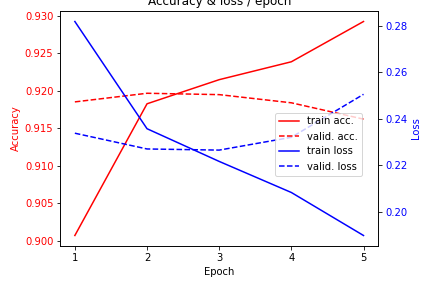 Accuracy & loss / epoch
0.930
0.925
0.920
0.915
0.910
0.905
0.900
Accuracy
0.28
0.26
0.24
0.22
0.20
Loss
train acc.
valid. acc.
train loss
valid. loss
1 2 3 4 5
Epoch